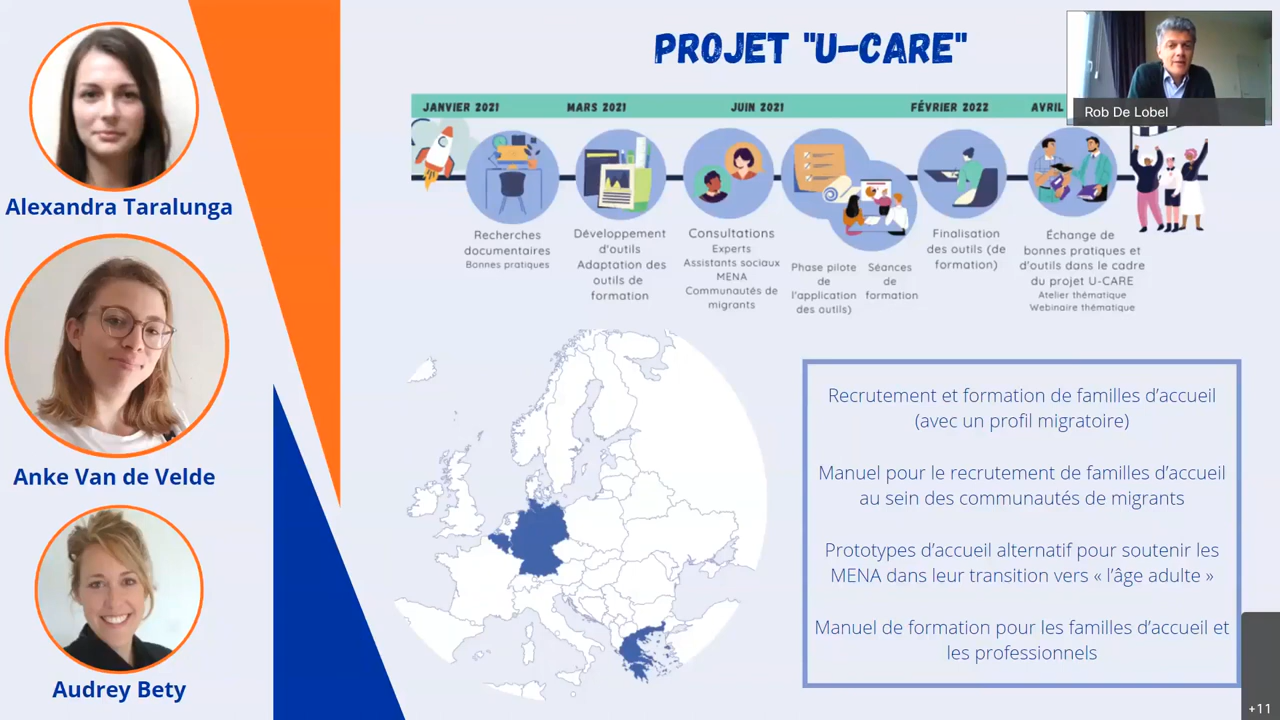 PROJET "U-CARE"
JANVIER 2021
MARS 2021
JUIN 2021
FÉVRIER 2022
AVRIL
Rob De Lobel
Recherches
documentaires
Bonnes pratiques
Développement
d'outils
Adaptation des
outils de
formation
Consultations
Experts
Assistants sociaux
MENA
Communautés de
migrants
Phase pilote
de
l'application
des outils)
Séances
de
formation
Finalisation
des outils (de
formation)
Échange de
bonnes pratiques et
d'outils dans le cadre
du projet U-CARE
Atelier thématique
Webinaire thématique
Alexandra Taralunga
Anke Van de Velde
Audrey Bety
Recrutement et formation de familles d’accueil
(avec un profil migratoire)
Manuel pour le recrutement de familles d’accueil
au sein des communautés de migrants
Prototypes d’accueil alternatif pour soutenir les
MENA dans leur transition vers « l’âge adulte »
Manuel de formation pour les familles d’accueil et
les professionnels
+11